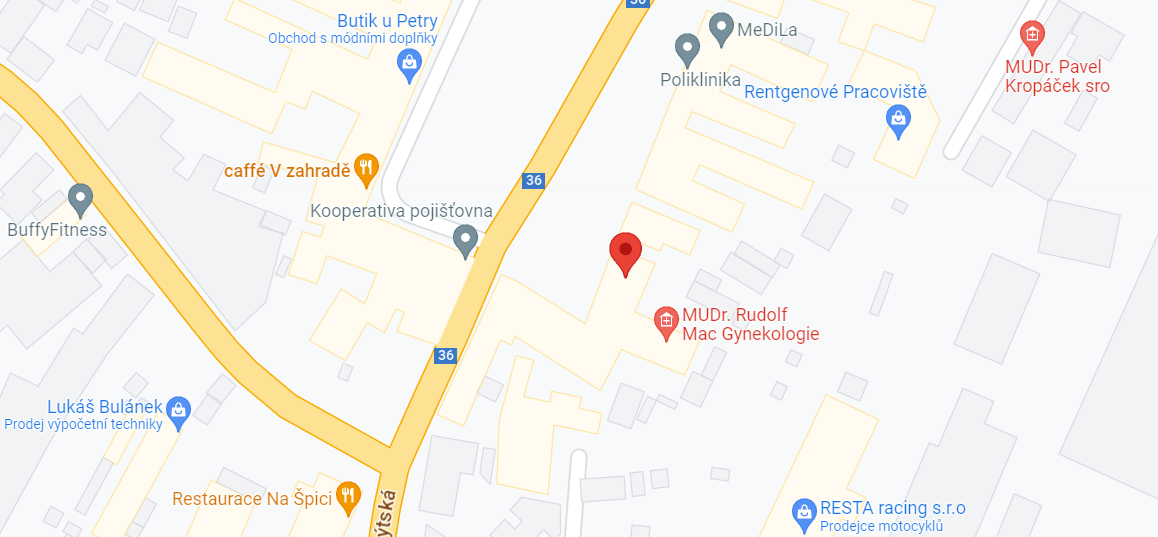 36
Butik u Petry
Obchod s módními doplňky
MeDiLa
Poliklinika
MUDr. Pavel
Kropáček sro
Rentgenové Pracoviště
caffé V zahradě
36
Kooperativa pojišťovna
BuffyFitness
MUDr. Rudolf
Mac Gynekologie
36
Lukáš Bulánek
Prodej výpočetní techniky
Restaurace Na Špici
RESTA racing s.r.o
Prodejce motocyklů